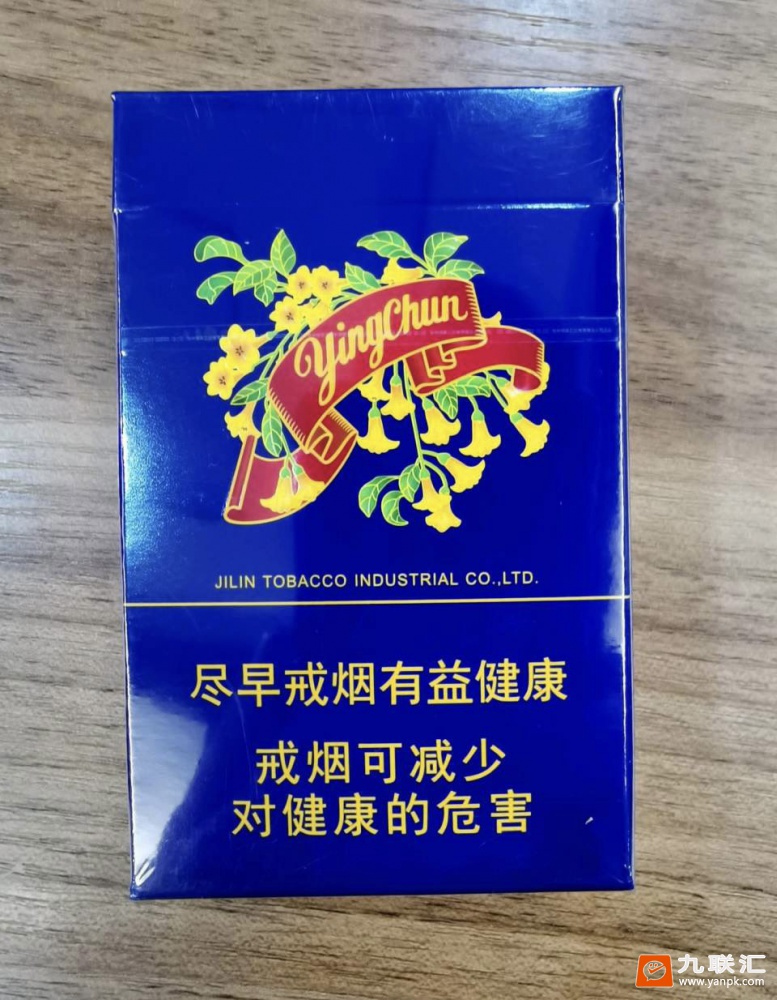 YingChun
JILIN TOBACCO INDUSTRIAL CO.,LTD.
尽早戒烟有益健康
戒烟可减少
对健康的危害
九联汇
www.yanpk.com